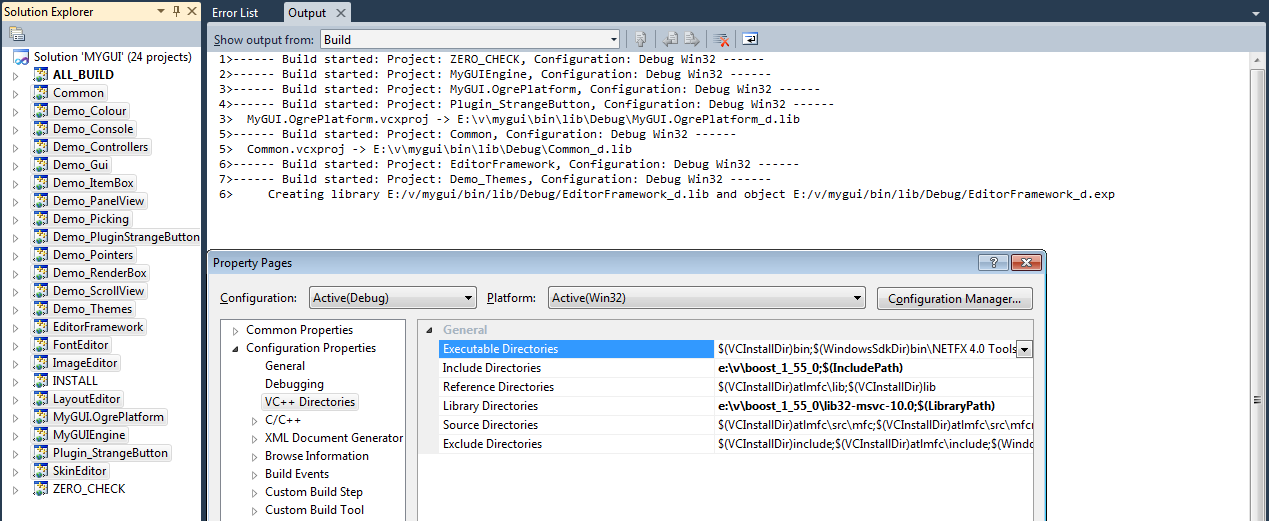 Solution Explorer
Solution 'MYGUI' (24 projects)
ALL_BUILD
Common
Demo_Colour
Demo_Console
Demo_Controllers
Demo_Gui
Demo_ItemBox
Demo_PanelView
Demo_Picking
Demo_PluginStrangeButton
Demo_Pointers
Demo_RenderBox
Demo_ScrollView
Demo_Themes
EditorFramework
FontEditor
ImageEditor
INSTALL
LayoutEditor
MyGUI.OgrePlatform
MyGUIEngine
Plugin_StrangeButton
SkinEditor
ZERO_CHECK
Error List
Output
Show output from: Build
1>------ Build started: Project: ZERO_CHECK, Configuration: Debug Win32 ------
2>------ Build started: Project: MyGUIEngine, Configuration: Debug Win32 ------
3>------ Build started: Project: MyGUI.OgrePlatform, Configuration: Debug Win32 ------
4>------ Build started: Project: Plugin_StrangeButton, Configuration: Debug Win32 ------
3>  MyGUI.OgrePlatform.vcxproj -> E:\v\mygui\bin\lib\Debug\MyGUI.OgrePlatform_d.lib
5>------ Build started: Project: Common, Configuration: Debug Win32 ------
5>  Common.vcxproj -> E:\v\mygui\bin\lib\Debug\Common_d.lib
6>------ Build started: Project: EditorFramework, Configuration: Debug Win32 ------
7>------ Build started: Project: Demo_Themes, Configuration: Debug Win32 ------
6>     Creating library E:/v/mygui/bin/lib/Debug/EditorFramework_d.lib and object E:/v/mygui/bin/lib/Debug/EditorFramework_d.exp
Property Pages
Configuration: Active(Debug) Platform: Active(Win32) Configuration Manager...
Common Properties
Configuration Properties
General
Debugging
VC++ Directories
C/C++
XML Document Generator
Browse Information
Build Events
Custom Build Step
Custom Build Tool
General
Executable Directories $(VCInstallDir)bin;$(WindowsSdkDir)bin\NETFX 4.0 Tools
Include Directories e:\v\boost_1_55_0;$(IncludePath)
Reference Directories $(VCInstallDir)atlmfc\lib;$(VCInstallDir)lib
Library Directories e:\v\boost_1_55_0\lib32-msvc-10.0;$(LibraryPath)
Source Directories $(VCInstallDir)atlmfc\src\mfc;$(VCInstallDir)atlmfc\src\mfc
Exclude Directories $(VCInstallDir)include;$(VCInstallDir)atlmfc\include;$(Windo